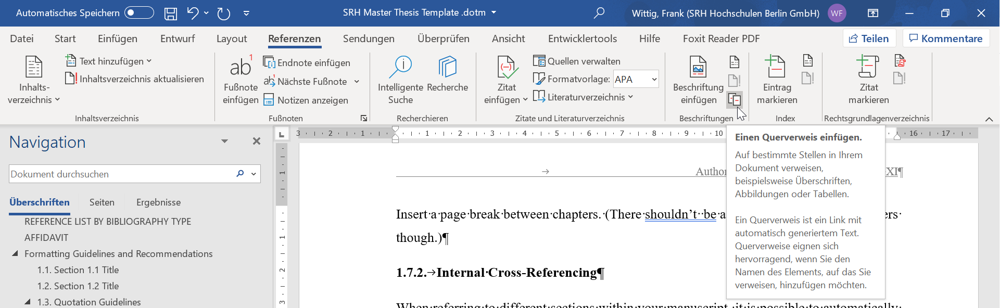 Automatisches Speichern
SRH Master Thesis Template .dotm
Wittig, Frank (SRH Hochschulen Berlin GmbH)
WF
Datei
Start
Einfügen
Entwurf
Layout
Referenzen
Sendungen
Überprüfen
Ansicht
Entwicklertools
Hilfe
Foxit Reader PDF
Teilen
Kommentare
Inhalts-
verzeichnis
Text hinzufügen
Inhaltsverzeichnis aktualisieren
Inhaltsverzeichnis
ab1
Fußnote
einfügen
Endnote einfügen
ab Nächste Fußnote
Notizen anzeigen
Fußnoten
Intelligente
Suche
Recherche
Recherchieren
Zitat
einfügen
Quellen verwalten
Formatvorlage: APA
Literaturverzeichnis
Zitate und Literaturverzeichnis
Beschriftung
einfügen
Beschriftungen
Eintrag
markieren
Index
Zitat
markieren
Rechtsgrundlagenverzeichnis
Navigation
Dokument durchsuchen
Überschriften
Seiten
Ergebnisse
REFERENCE LIST BY BIBLIOGRAPHY TYPE
AFFIDAVIT
Formatting Guidelines and Recommendations
1.1. Section 1.1 Title
1.2. Section 1.2 Title
1.3. Quotation Guidelines
3 2 1 1 2 3 4 5 6 7 8 9 10 16 17
1 1 2 3
→ Autho XI¶
Insert·a·page·break·between·chapters.·(There·shouldn’t··be·a ers·
though.)¶
1.7.2.→Internal·Cross-Referencing¶
When·referring·to·different·sections·within·your·manuscript,·it·is·possible·to·automatically·
Einen Querverweis einfügen.
Auf bestimmte Stellen in Ihrem
Dokument verweisen,
beispielsweise Überschriften,
Abbildungen oder Tabellen.
Ein Querverweis ist ein Link mit
automatisch generiertem Text.
Querverweise eignen sich
hervorragend, wenn Sie den
Namen des Elements, auf das Sie
verweisen, hinzufügen möchten.